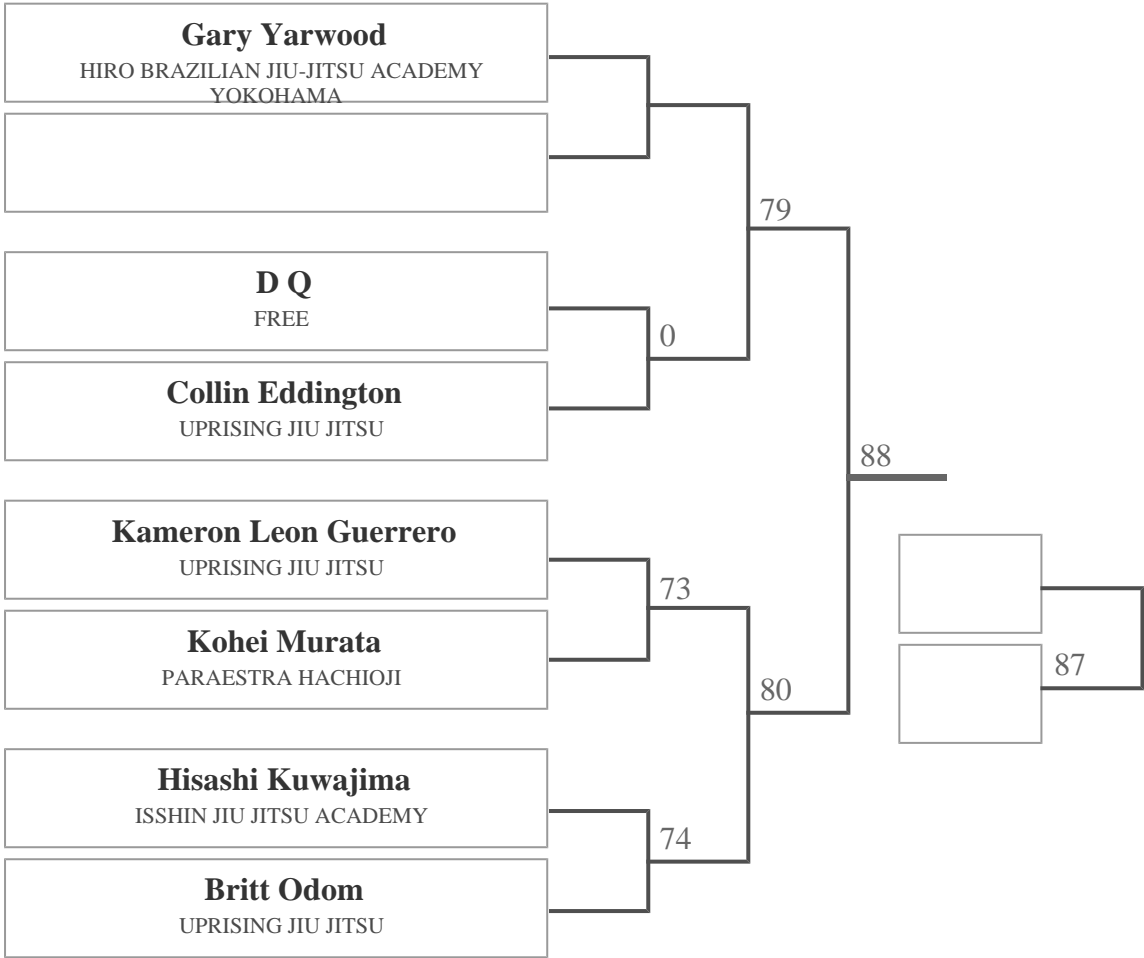 Gary Yarwood
HIRO BRAZILIAN JIU-JITSU ACADEMY
YOKOHAMA
79
D Q
FREE
0
Collin Eddington
UPRISING JIU JITSU
88
Kameron Leon Guerrero
UPRISING JIU JITSU
73
Kohei Murata
PARAESTRA HACHIOJI
87
80
Hisashi Kuwajima
ISSHIN JIU JITSU ACADEMY
74
Britt Odom
UPRISING JIU JITSU